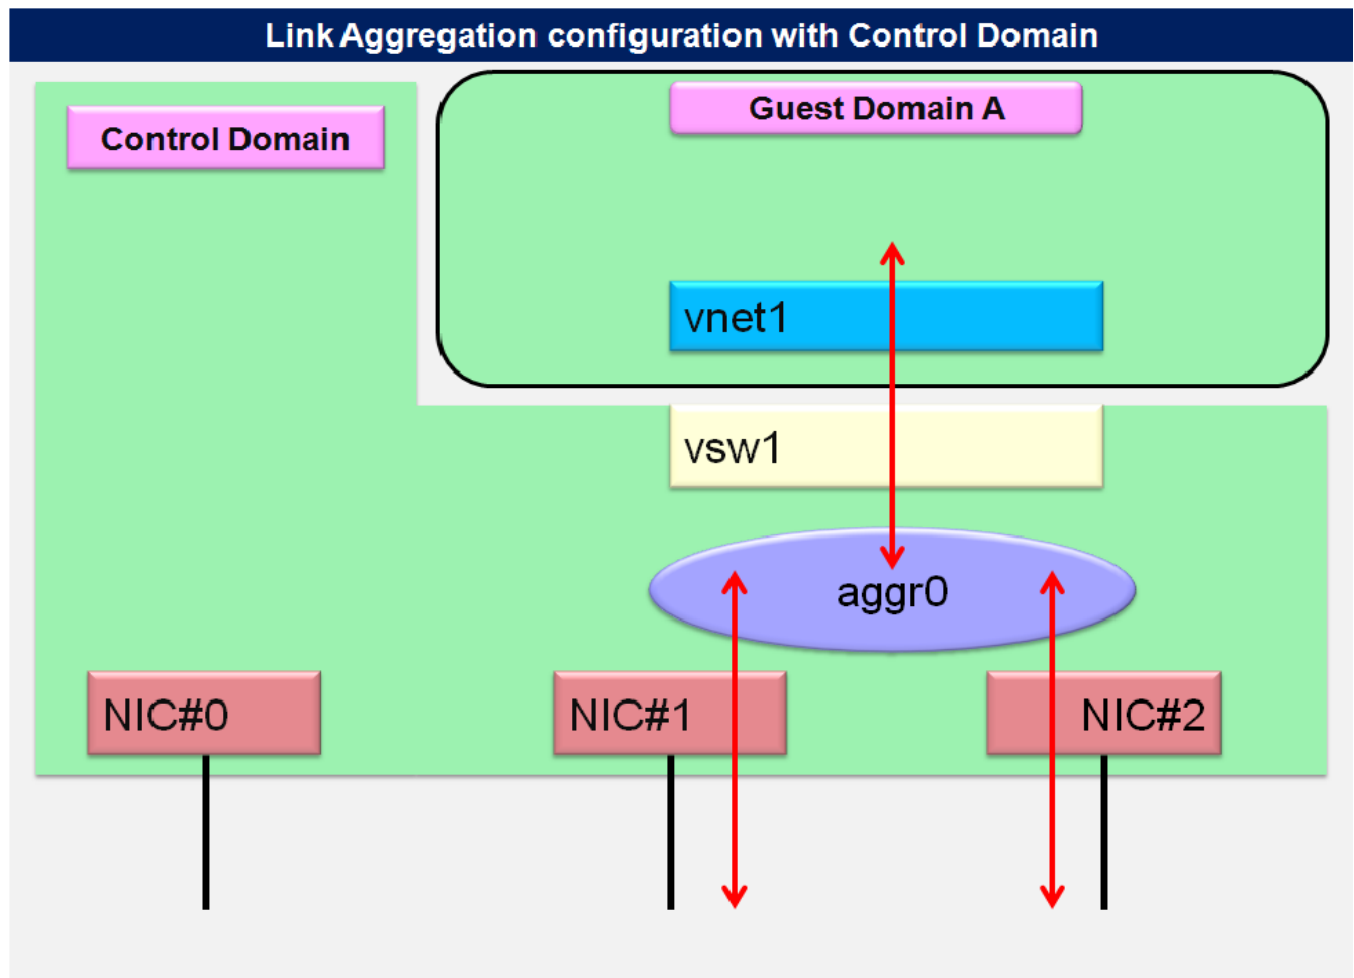 Link Aggregation configuration with Control Domain
Control Domain
Guest Domain A
vnet1
vsw1
aggr0
NIC#0
NIC#1
NIC#2